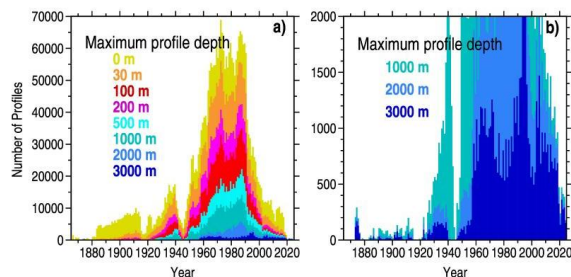 70000
60000
50000
40000
30000
20000
10000
0
Number of Profiles
Maximum profile depth
a)
0 m
30 m
100 m
200 m
500 m
1000 m
2000 m
3000 m
1880 1900 1920 1940 1960 1980 2000 2020
Year
2000
1500
1000
500
0
b)
Maximum profile depth
1000 m
2000 m
3000 m
1880 1900 1920 1940 1960 1980 2000 2020
Year